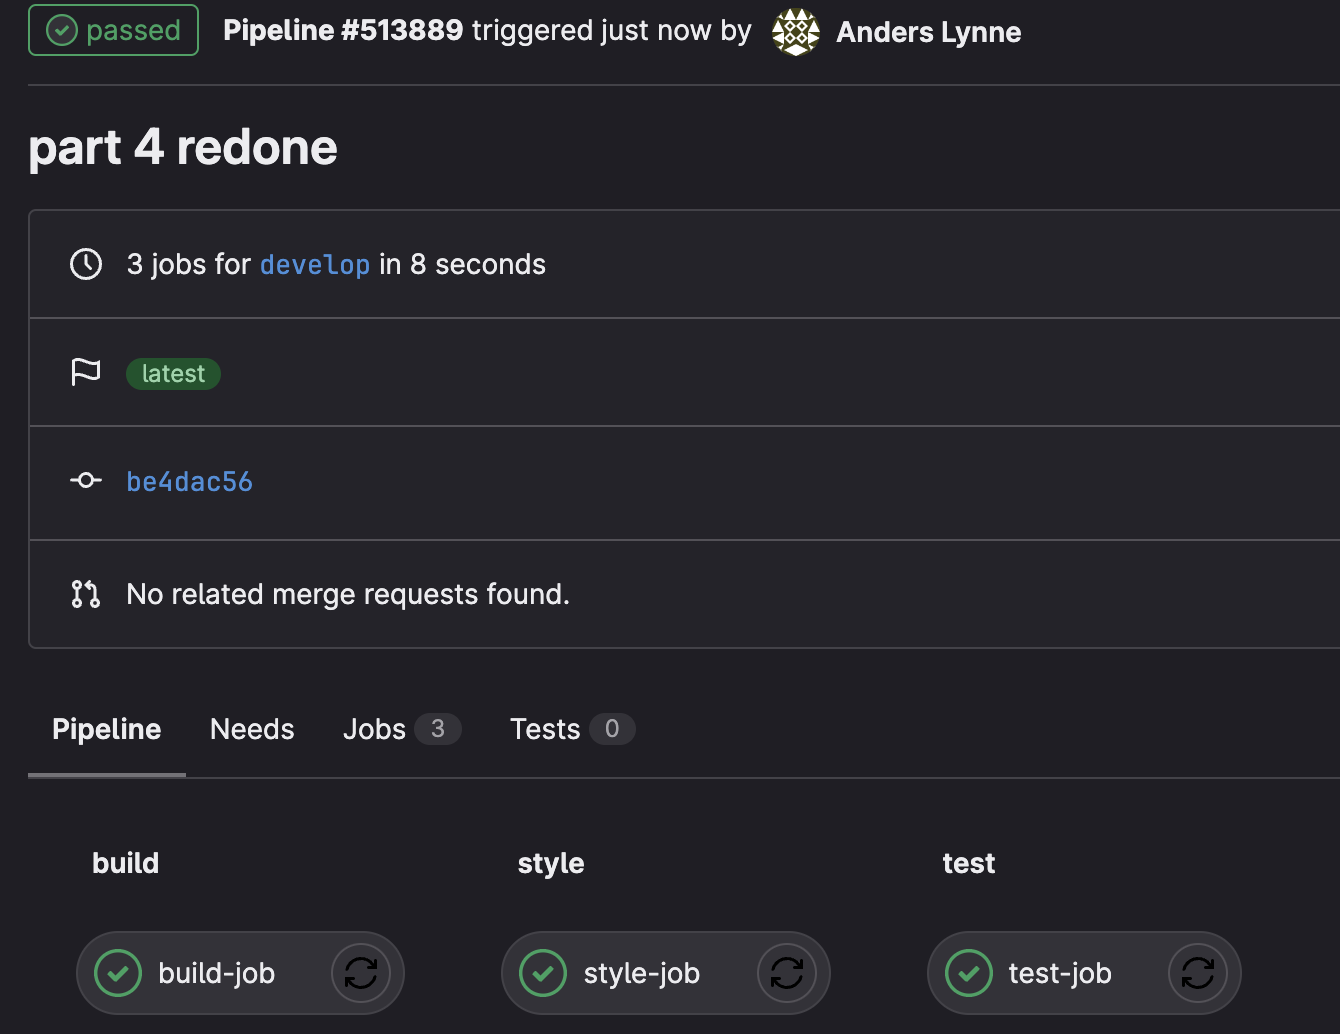 passed Pipeline #513889 triggered just now by Anders Lynne
part 4 redone
3 jobs for develop in 8 seconds
latest
be4dac56
No related merge requests found.
Pipeline Needs Jobs 3 Tests 0
build style test
build-job style-job test-job